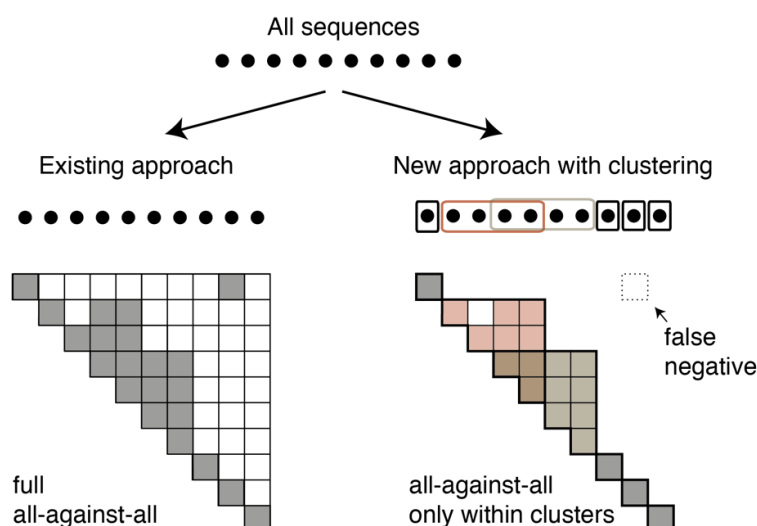 All sequences
Existing approach
New approach with clustering
false
negative
full
all-against-all
all-against-all
only within clusters